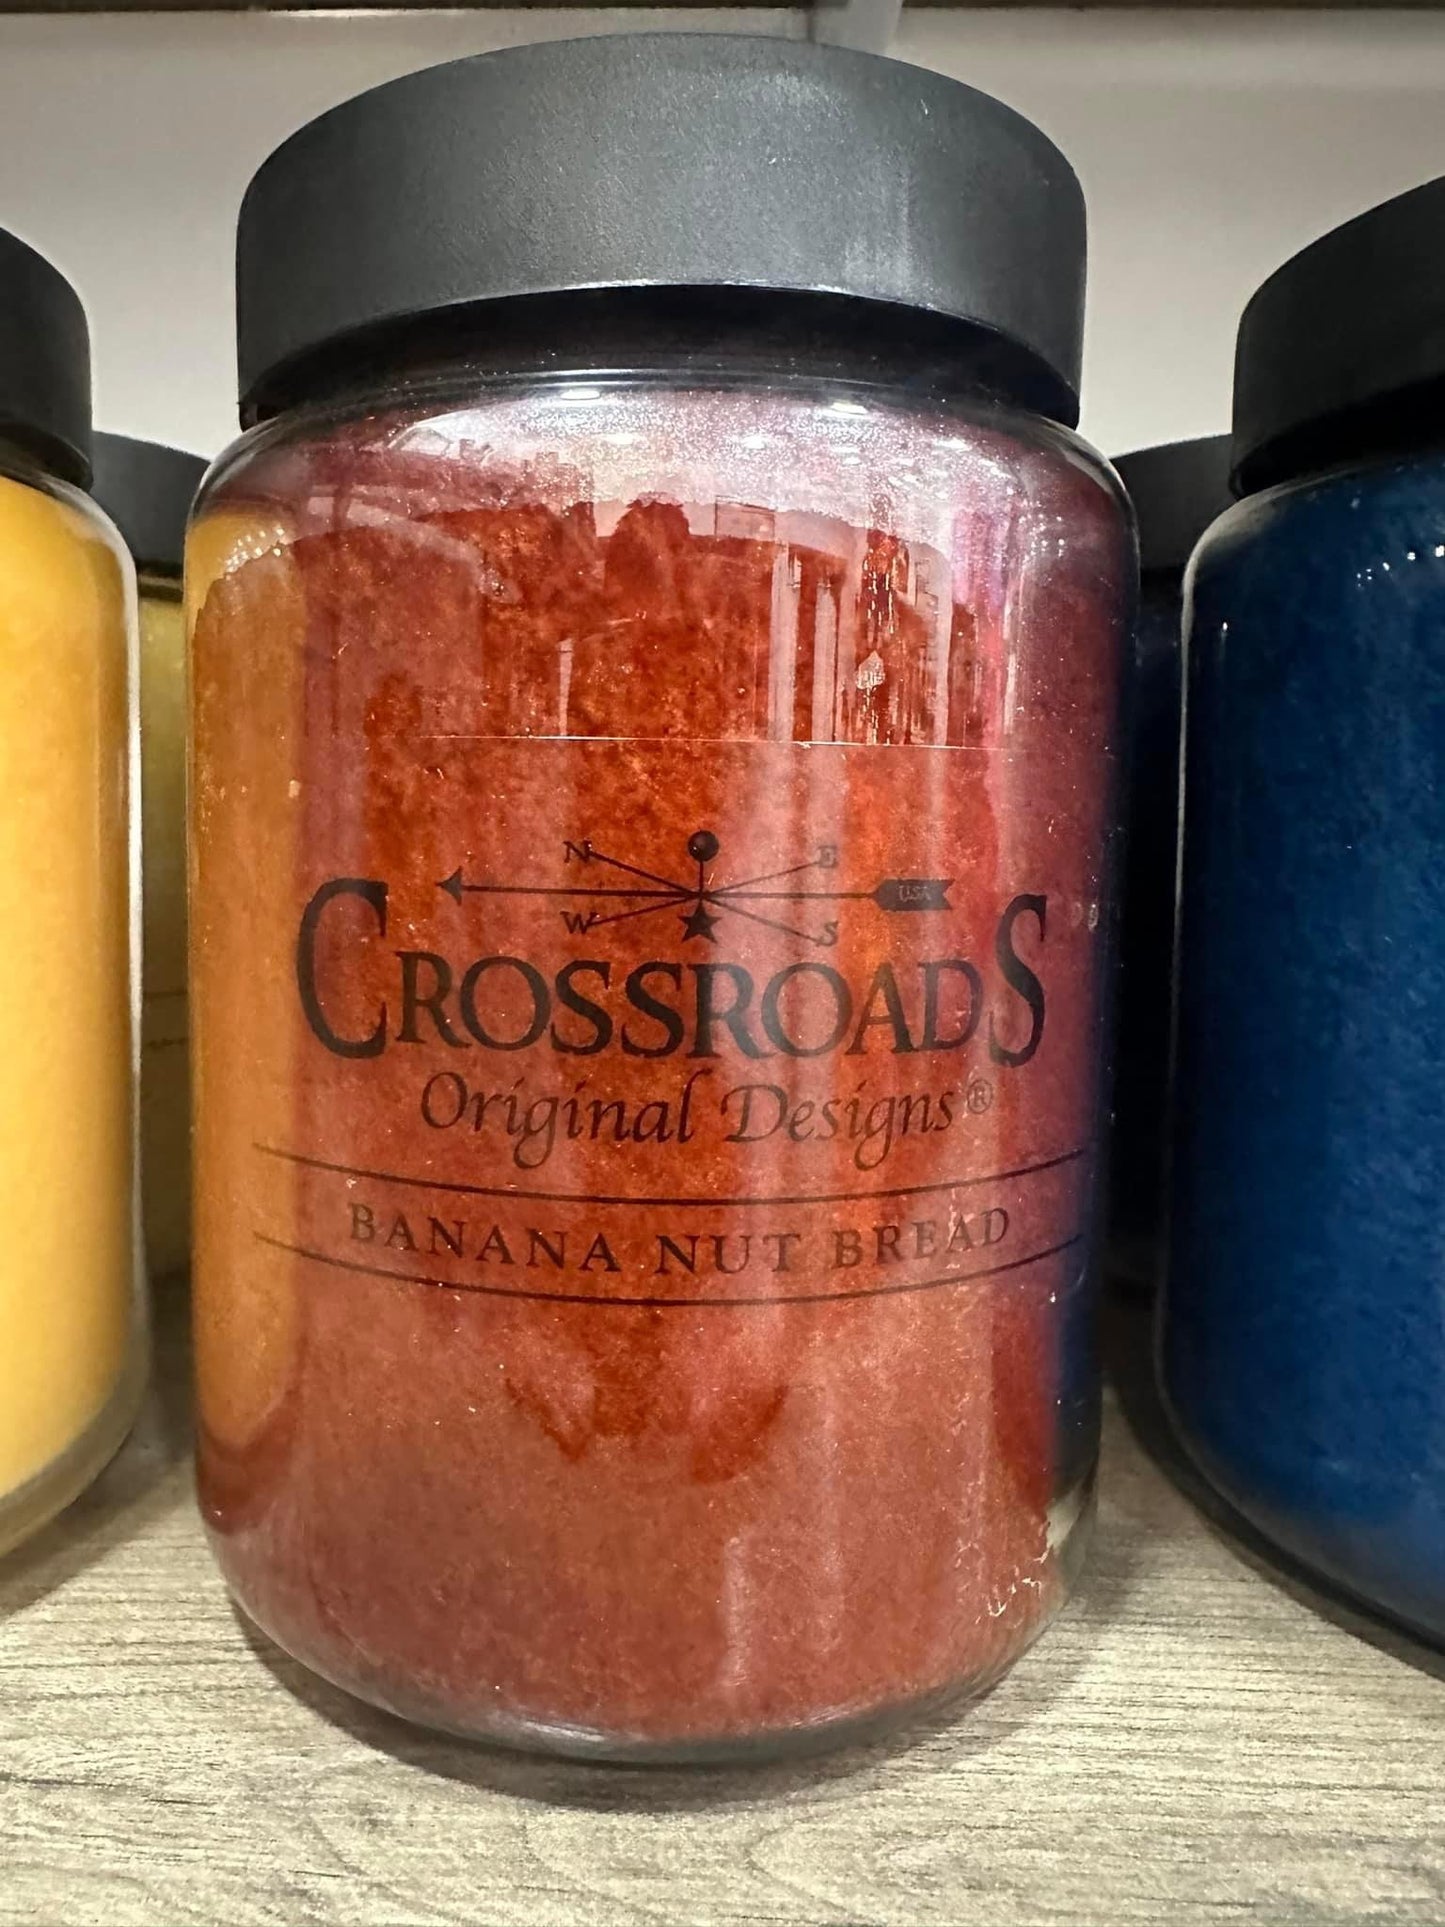 N E
USA
W S
CROSSROADS
Original Designs®
BANANA NUT BREAD